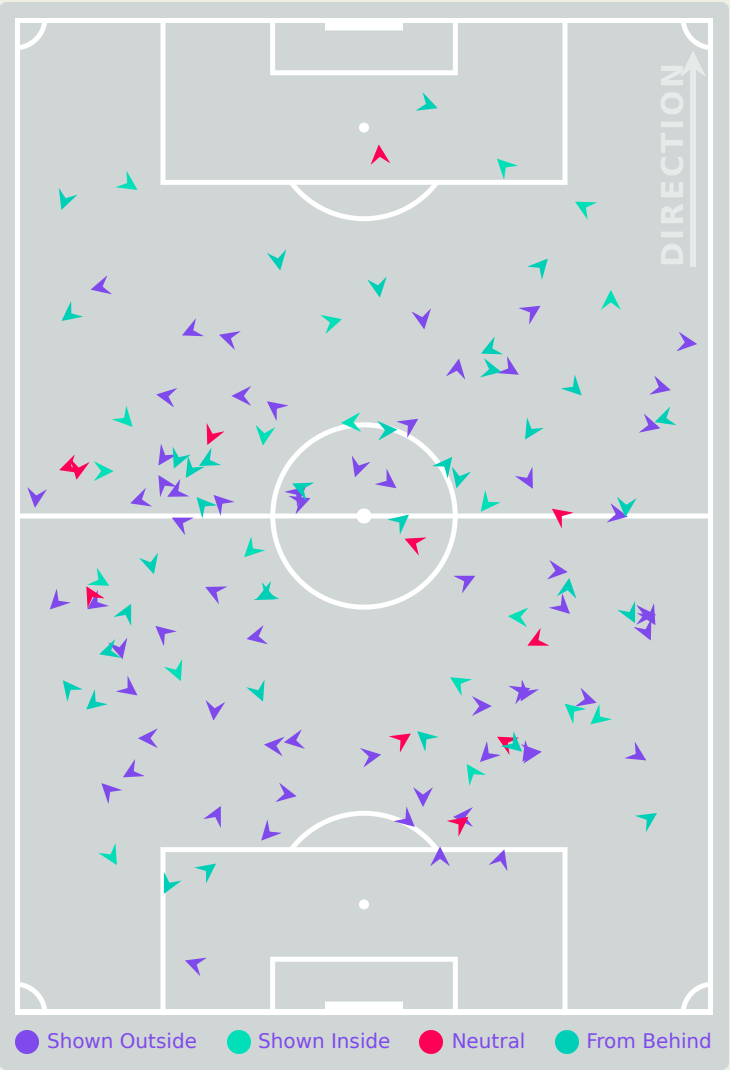 DIRECTION
Shown Outside
Shown Inside
Neutral
From Behind